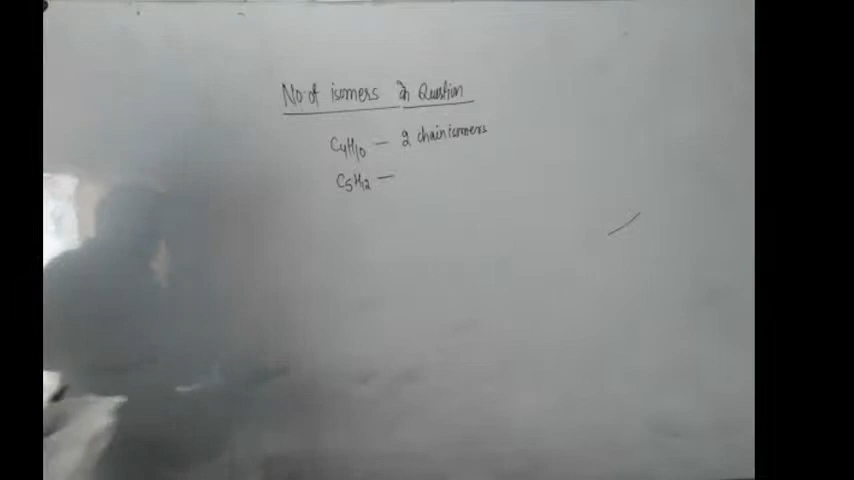 No. of isomers in Question
C4H10 — 2 chain isomers
C5H12 —